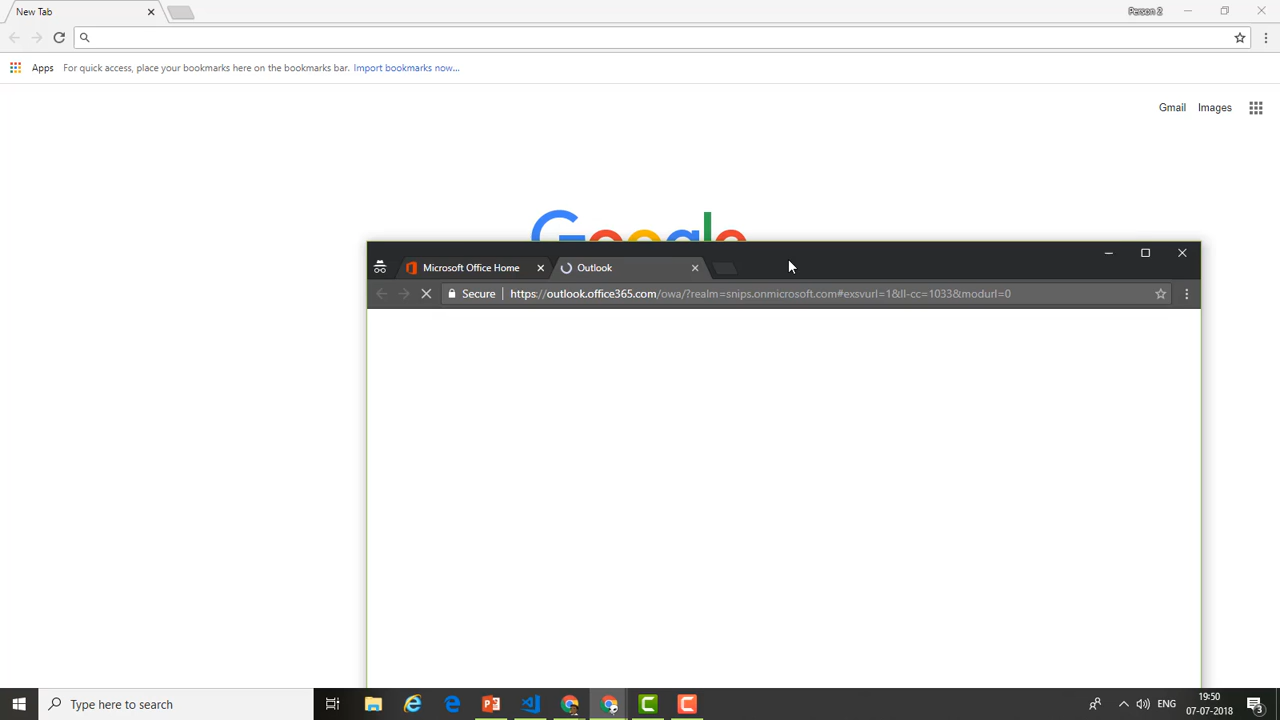 New Tab
Person 2
Apps For quick access, place your bookmarks here on the bookmarks bar. Import bookmarks now...
Gmail Images
Google
Microsoft Office Home Outlook
Secure https://outlook.office365.com/owa/?realm=snips.onmicrosoft.com#exsvurl=1&ll-cc=1033&modurl=0
Type here to search
ENG
19:50
07-07-2018
3